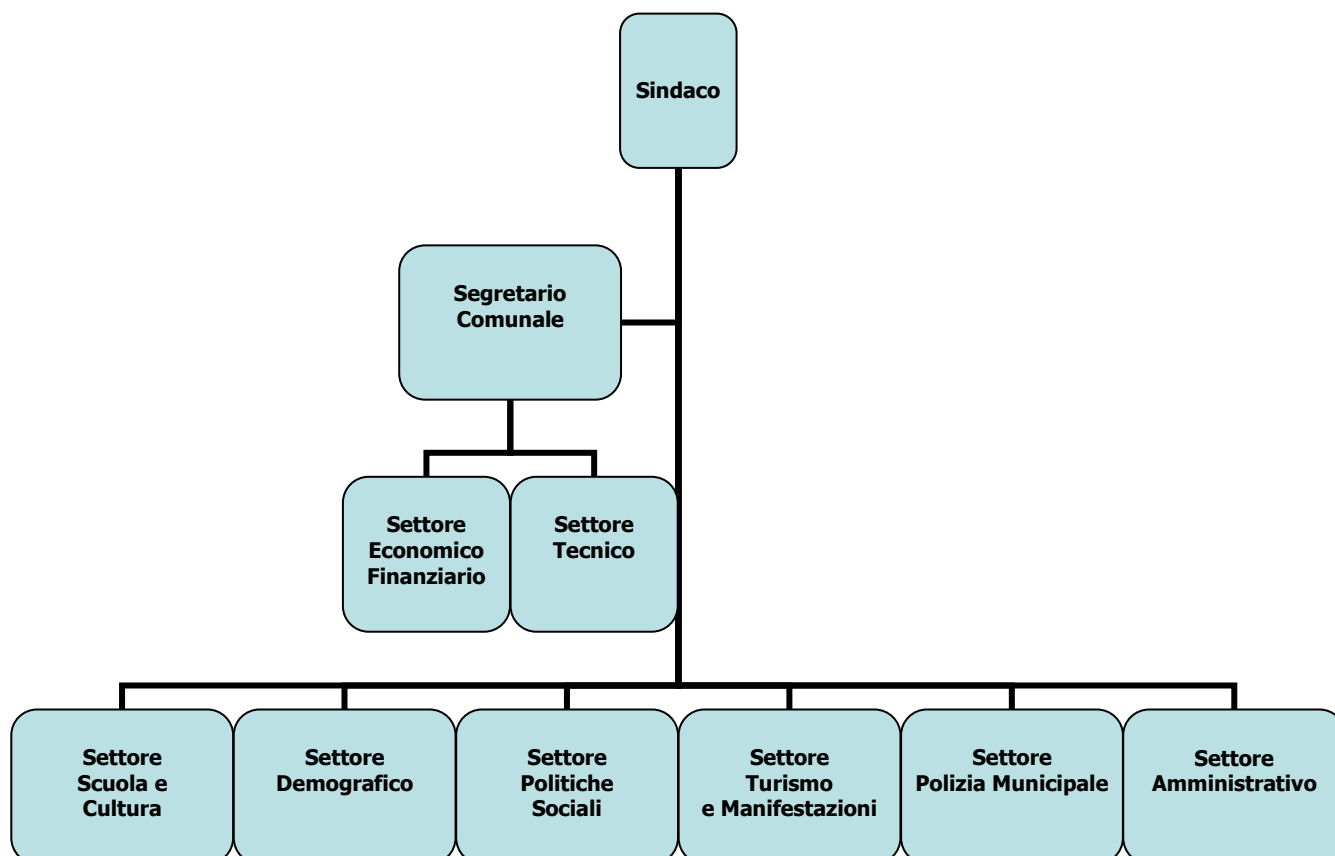 Sindaco
Segretario
Comunale
Settore
Economico
Finanziario
Settore
Tecnico
Settore
Scuola e
Cultura
Settore
Demografico
Settore
Politiche
Sociali
Settore
Turismo
e Manifestazioni
Settore
Polizia Municipale
Settore
Amministrativo